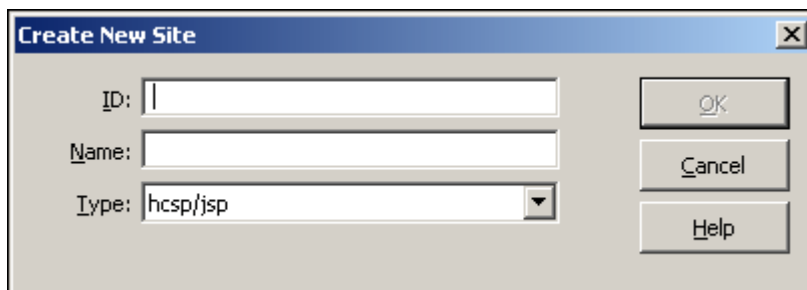 Create New Site
ID:
OK
Name:
Cancel
Type: hcsp/jsp
Help